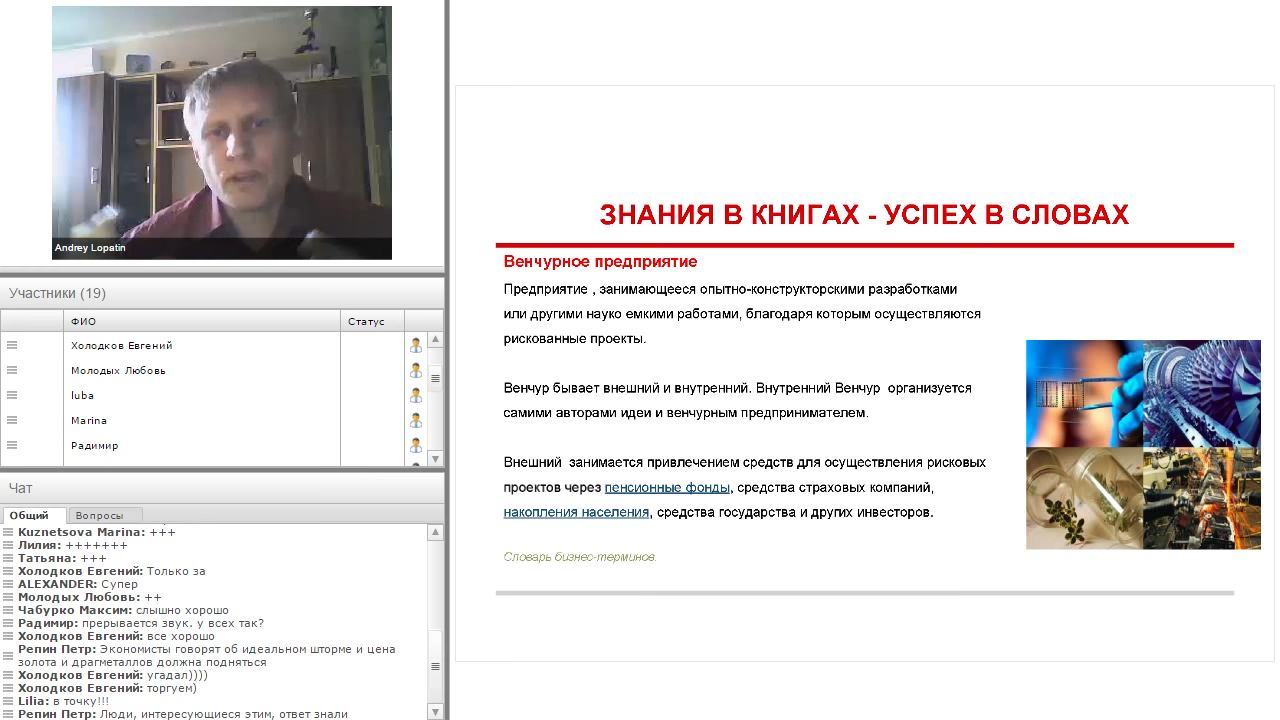 Andrey Lopatin
Участники (19)
ФИО
Статус
Холодков Евгений
Молодых Любовь
luba
Marina
Радимир
Чат
Общий
Вопросы
Kuznetsova Marina: +++
Лилия: +++++++
Татьяна: +++
Холодков Евгений: Только за
ALEXANDER: Супер
Молодых Любовь: ++
Чабурко Максим: слышно хорошо
Радимир: прерывается звук. у всех так?
Холодков Евгений: все хорошо
Репин Петр: Экономисты говорят об идеальном шторме и цена
золота и драгметаллов должна подняться
Холодков Евгений: угадал))))
Холодков Евгений: торгуем)
Lilia: в точку!!!
Репин Петр: Люди, интересующиеся этим, ответ знали
ЗНАНИЯ В КНИГАХ - УСПЕХ В СЛОВАХ
Венчурное предприятие
Предприятие , занимающееся опытно-конструкторскими разработками
или другими науко емкими работами, благодаря которым осуществляются
рискованные проекты.
Венчур бывает внешний и внутренний. Внутренний Венчур организуется
самими авторами идеи и венчурным предпринимателем.
Внешний занимается привлечением средств для осуществления рисковых
проектов через пенсионные фонды, средства страховых компаний,
накопления населения, средства государства и других инвесторов.
Словарь бизнес-терминов.